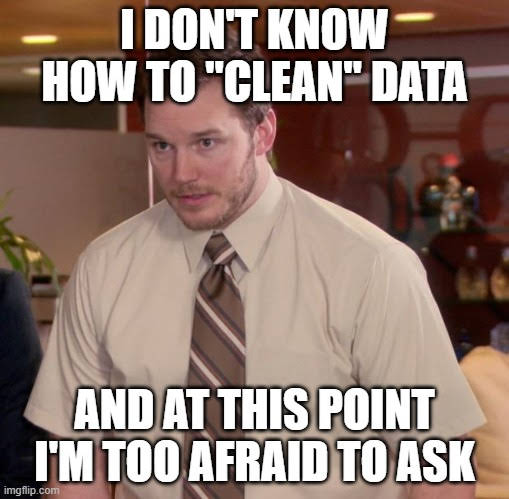 I DON'T KNOW
HOW TO "CLEAN" DATA
AND AT THIS POINT
I'M TOO AFRAID TO ASK
imgflip.com